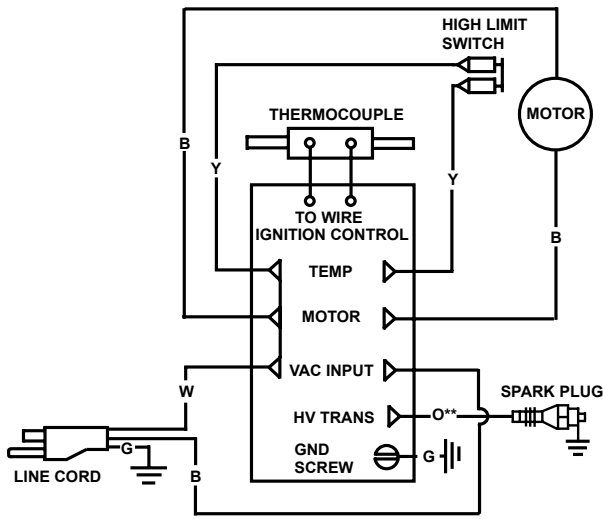 HIGH LIMIT
SWITCH
THERMOCOUPLE
MOTOR
B
Y
Y
B
TO WIRE
IGNITION CONTROL
TEMP
MOTOR
VAC INPUT
W
SPARK PLUG
HV TRANS
O**
G
GND
SCREW
G
LINE CORD
B